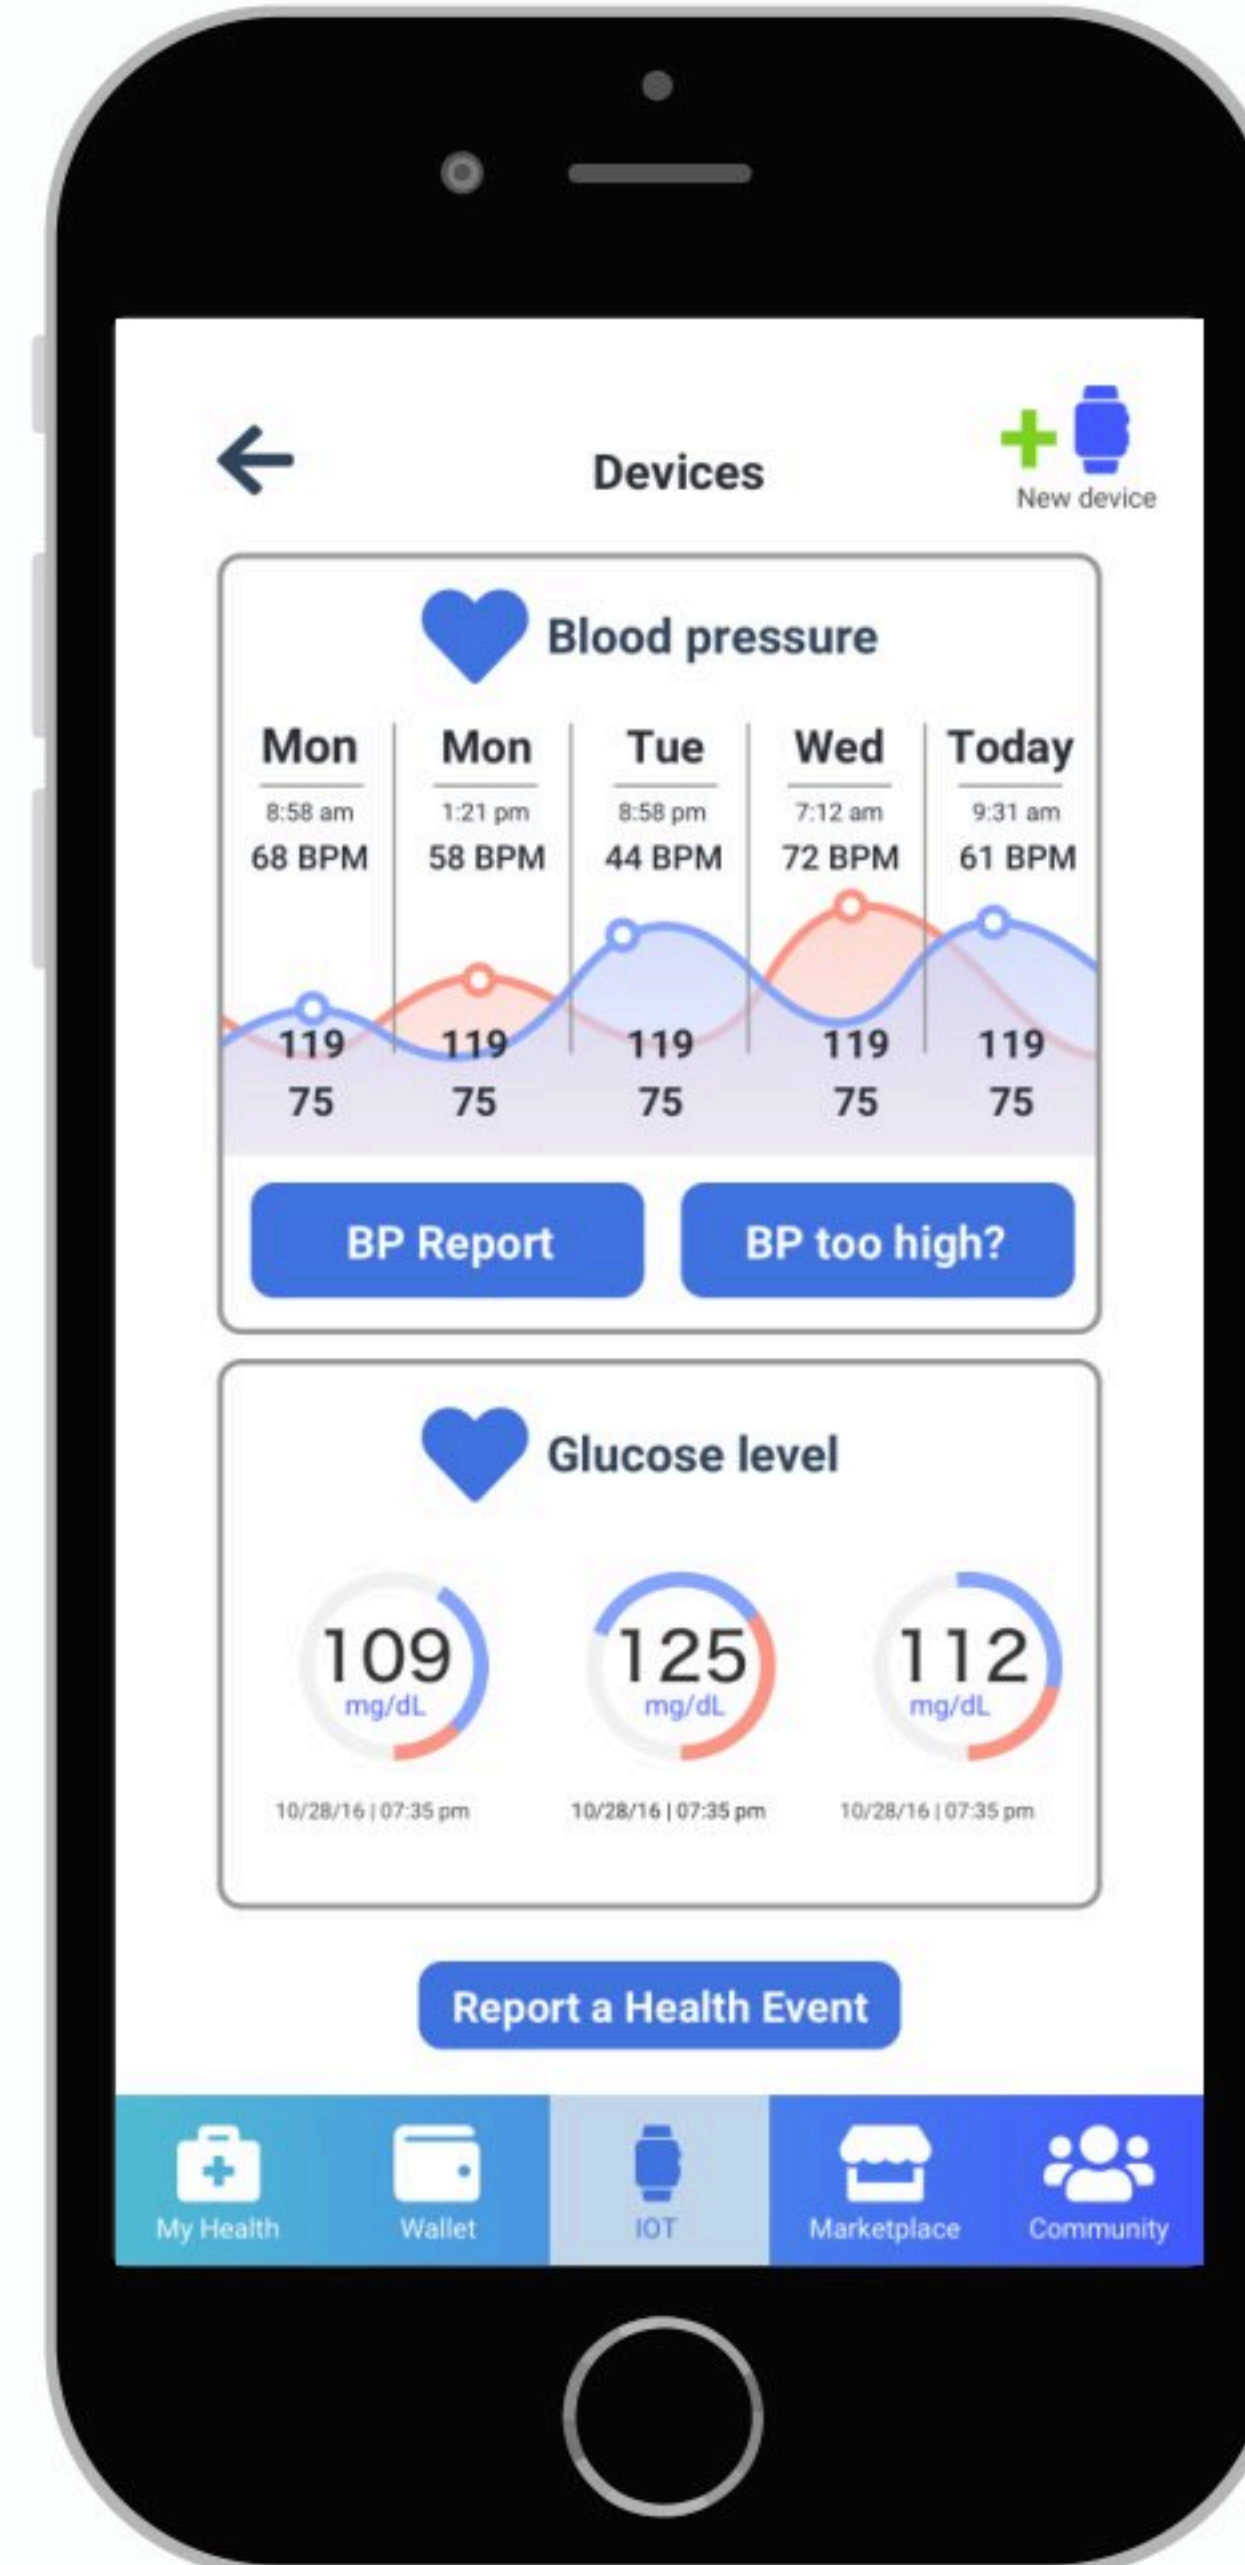 Devices
New device
Blood pressure
Mon Mon Tue Wed Today
8:58 am 1:21 pm 8:58 pm 7:12 am 9:31 am
68 BPM 58 BPM 44 BPM 72 BPM 61 BPM
119 119 119 119 119
75 75 75 75 75
BP Report BP too high?
Glucose level
109 125 112
mg/dL mg/dL mg/dL
10/28/16 | 07:35 pm 10/28/16 | 07:35 pm 10/28/16 | 07:35 pm
Report a Health Event
My Health Wallet IOT Marketplace Community